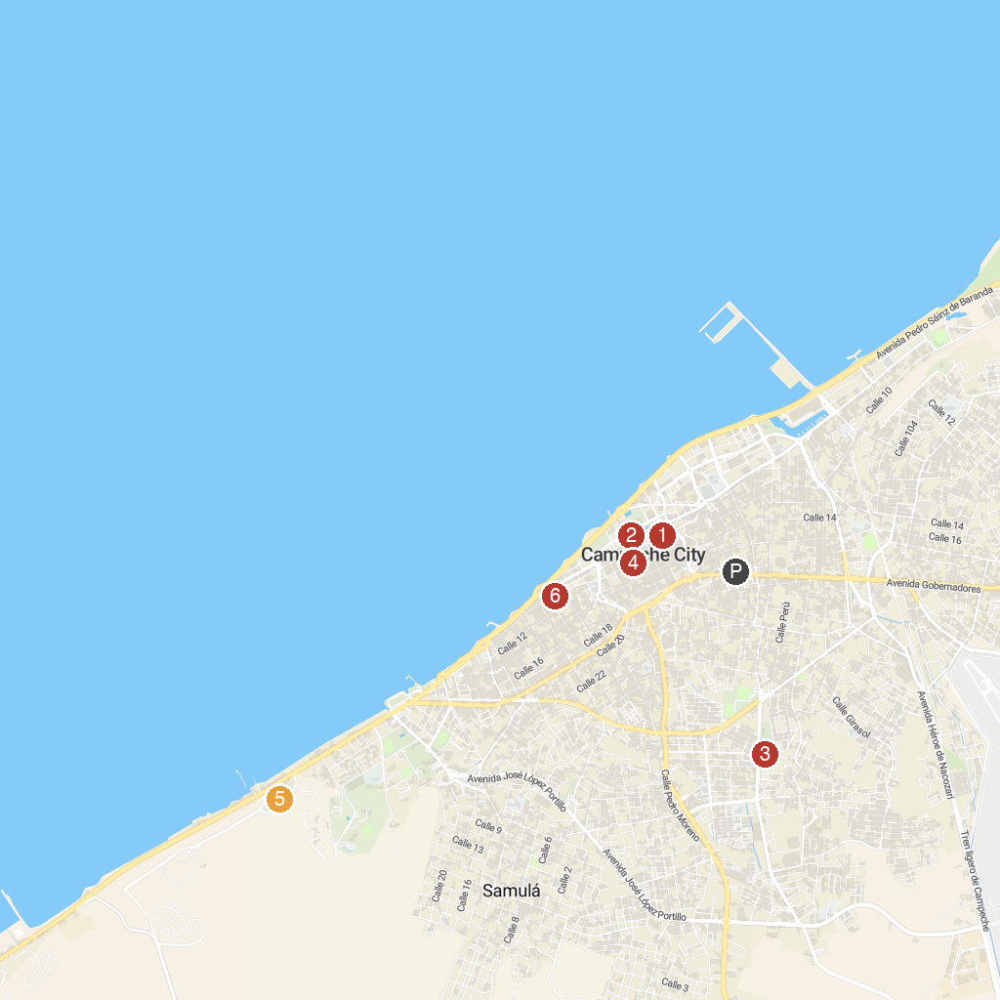 Avenida Pedro Sáinz de Baranda
Calle 10
Calle 12
Calle 104
Calle 14
Calle 14
Calle 16
2
1
Campeche City
4
P
Avenida Gobernadores
6
Calle Perú
Calle 18
Calle 12
Calle 20
Calle 16
Calle 22
Calle Girasol
Avenida Héroe de Nacozari
3
5
Avenida José López Portillo
Calle Pedro Moreno
Calle 9
Calle 13
Calle 6
Calle 2
Calle 20
Calle 16
Samulá
Avenida José López Portillo
Calle 8
Tren ligero de Campeche
Calle 3